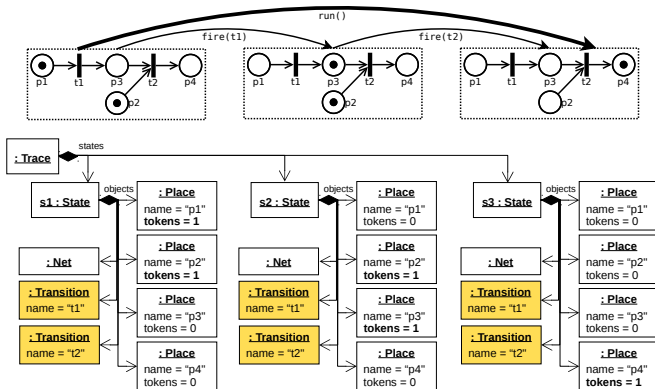 run()
fire(t1)
fire(t2)
p1 t1 p3 t2 p4
p2
p1 t1 p3 t2 p4
p2
p1 t1 p3 t2 p4
p2
: Trace
states
s1 : State
objects
: Place
name = "p1"
tokens = 1
: Net
: Place
name = "p2"
tokens = 1
: Transition
name = "t1"
: Place
name = "p3"
tokens = 0
: Transition
name = "t2"
: Place
name = "p4"
tokens = 0
s2 : State
objects
: Place
name = "p1"
tokens = 0
: Net
: Place
name = "p2"
tokens = 1
: Transition
name = "t1"
: Place
name = "p3"
tokens = 1
: Transition
name = "t2"
: Place
name = "p4"
tokens = 0
s3 : State
objects
: Place
name = "p1"
tokens = 0
: Net
: Place
name = "p2"
tokens = 0
: Transition
name = "t1"
: Place
name = "p3"
tokens = 0
: Transition
name = "t2"
: Place
name = "p4"
tokens = 1